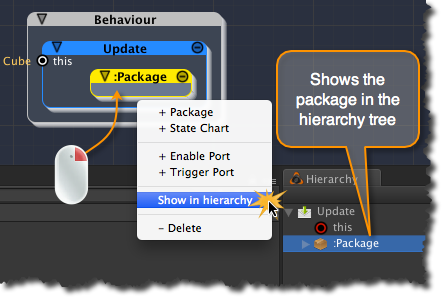 Behaviour
Update
Cube
this
:Package
+ Package
+ State Chart
+ Enable Port
+ Trigger Port
Show in hierarchy
- Delete
Shows the
package in the
hierarchy tree
Hierarchy
Update
this
:Package